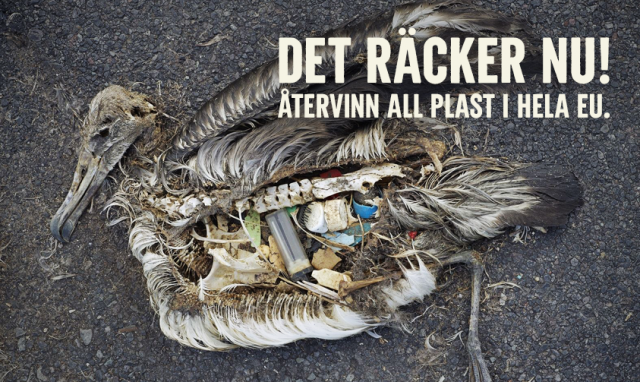 DET RÄCKER NU!
ÅTERVINN ALL PLAST I HELA EU.